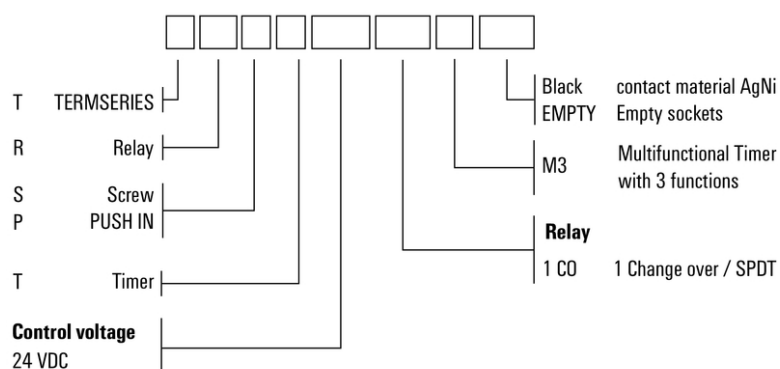 T TERMSERIES
R Relay
S Screw
P PUSH IN
T Timer
Control voltage
24 VDC
Black contact material AgNi
EMPTY Empty sockets
M3 Multifunctional Timer
with 3 functions
Relay
1 CO 1 Change over / SPDT